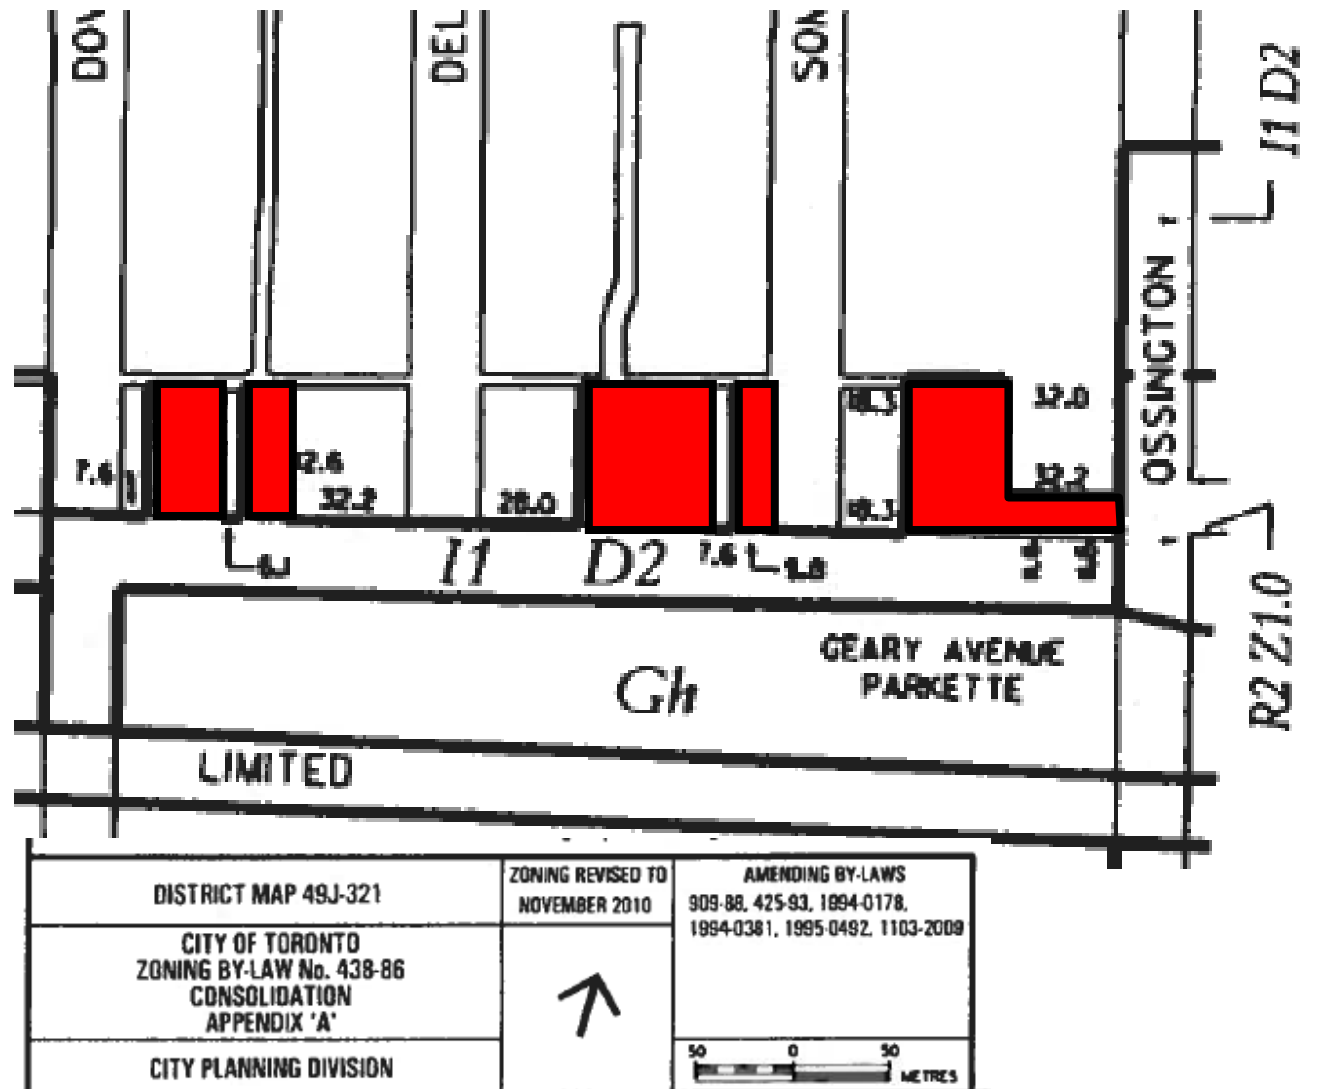 DOV
DEL
SOM
I1 D2
OSSINGTON
32.0
7.6
12.6
32.2
28.0
32.2
I1 D2
7.6
R2 Z1.0
GEARY AVENUE
PARKETTE
Gh
LIMITED
DISTRICT MAP 49J-321
ZONING REVISED TO
NOVEMBER 2010
AMENDING BY-LAWS
909-88, 425-93, 1994-0178,
1994-0381, 1995-0492, 1103-2009
CITY OF TORONTO
ZONING BY-LAW No. 438-86
CONSOLIDATION
APPENDIX 'A'
CITY PLANNING DIVISION
50 0 50
METRES